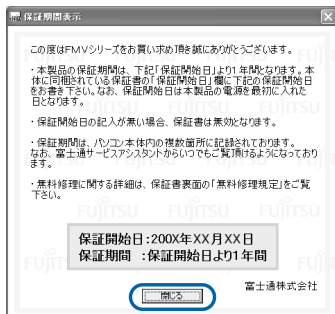 保証期間表示
この度はFMVシリーズをお買い求め頂き誠にありがとうございます。
・本製品の保証期間は、下記「保証開始日」より1年間となります。本
体に同梱されている保証書の「保証開始日」欄に下記の保証開始日
をお書き下さい。なお、保証開始日は本製品の電源を最初に入れた
日となります。
・保証開始日の記入が無い場合、保証書は無効となります。
・保証期間は、パソコン本体内の複数箇所に記録されております。
なお、富士通サービスアシスタントからいつでもご覧頂けるようになっており
ます。
・無料修理に関する詳細は、保証書裏面の「無料修理規定」をご覧
下さい。
保証開始日:200X年XX月XX日
保証期間 :保証開始日より1年間
富士通株式会社
閉じる